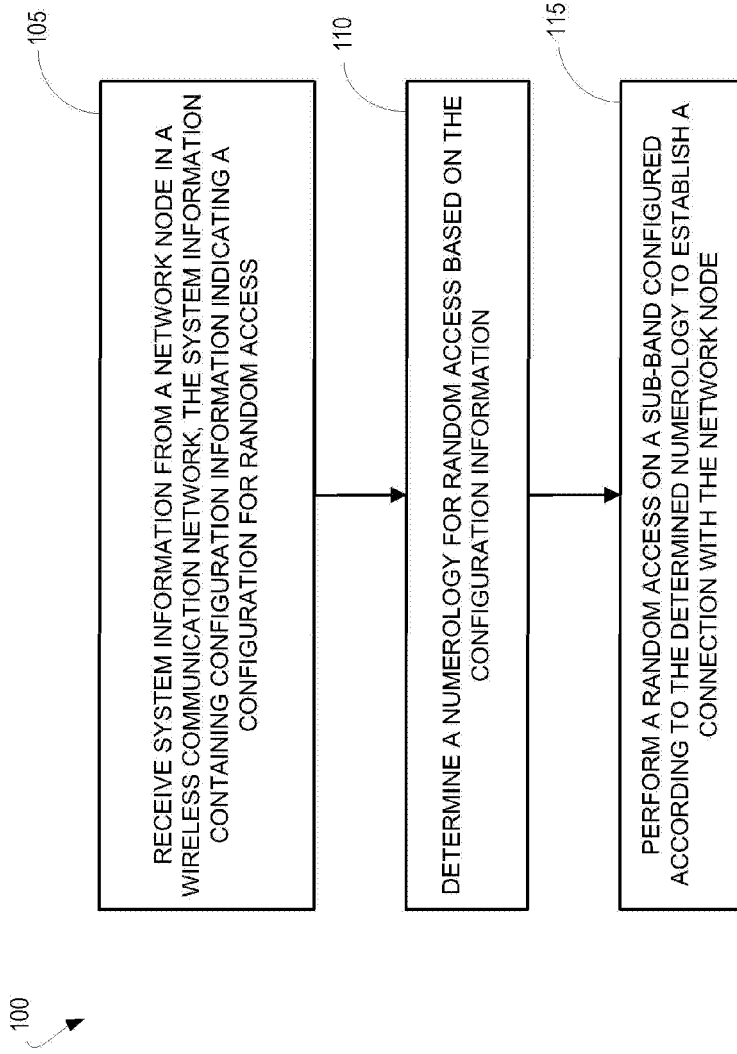 100
105
RECEIVE SYSTEM INFORMATION FROM A NETWORK NODE IN A
WIRELESS COMMUNICATION NETWORK, THE SYSTEM INFORMATION
CONTAINING CONFIGURATION INFORMATION INDICATING A
CONFIGURATION FOR RANDOM ACCESS
110
DETERMINE A NUMEROLOGY FOR RANDOM ACCESS BASED ON THE
CONFIGURATION INFORMATION
115
PERFORM A RANDOM ACCESS ON A SUB-BAND CONFIGURED
ACCORDING TO THE DETERMINED NUMEROLOGY TO ESTABLISH A
CONNECTION WITH THE NETWORK NODE